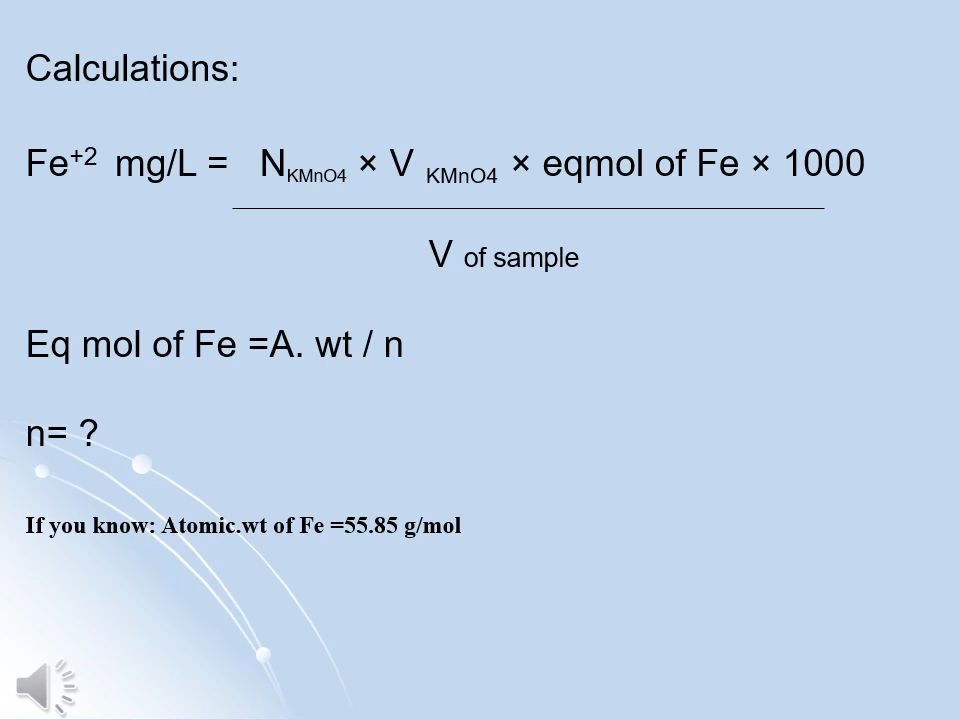 Calculations:
Fe⁺² mg/L = N KMnO4 × V KMnO4 × eqmol of Fe × 1000
V of sample
Eq mol of Fe =A. wt / n
n= ?
If you know: Atomic.wt of Fe =55.85 g/mol